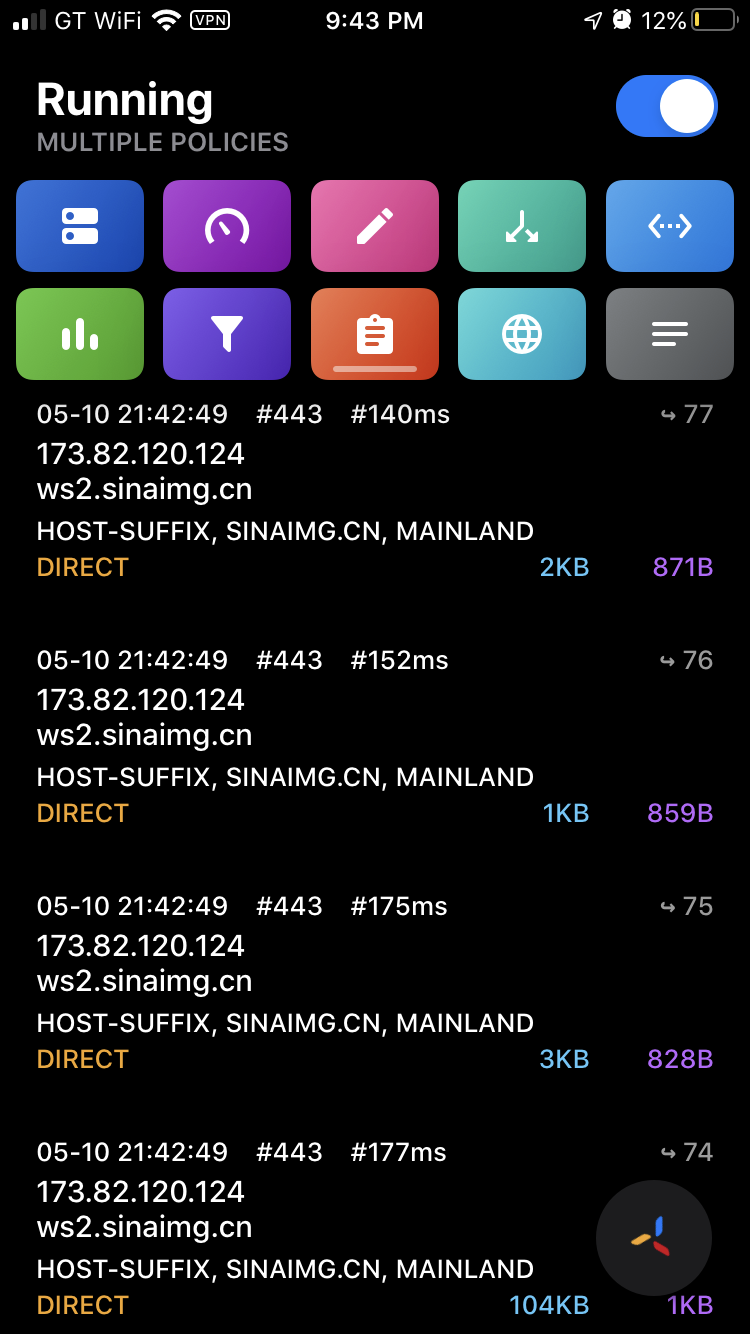 GT WiFi VPN 9:43 PM 12%
Running
MULTIPLE POLICIES
05-10 21:42:49 #443 #140ms ↪ 77
173.82.120.124
ws2.sinaimg.cn
HOST-SUFFIX, SINAIMG.CN, MAINLAND
DIRECT 2KB 871B
05-10 21:42:49 #443 #152ms ↪ 76
173.82.120.124
ws2.sinaimg.cn
HOST-SUFFIX, SINAIMG.CN, MAINLAND
DIRECT 1KB 859B
05-10 21:42:49 #443 #175ms ↪ 75
173.82.120.124
ws2.sinaimg.cn
HOST-SUFFIX, SINAIMG.CN, MAINLAND
DIRECT 3KB 828B
05-10 21:42:49 #443 #177ms ↪ 74
173.82.120.124
ws2.sinaimg.cn
HOST-SUFFIX, SINAIMG.CN, MAINLAND
DIRECT 104KB 1KB